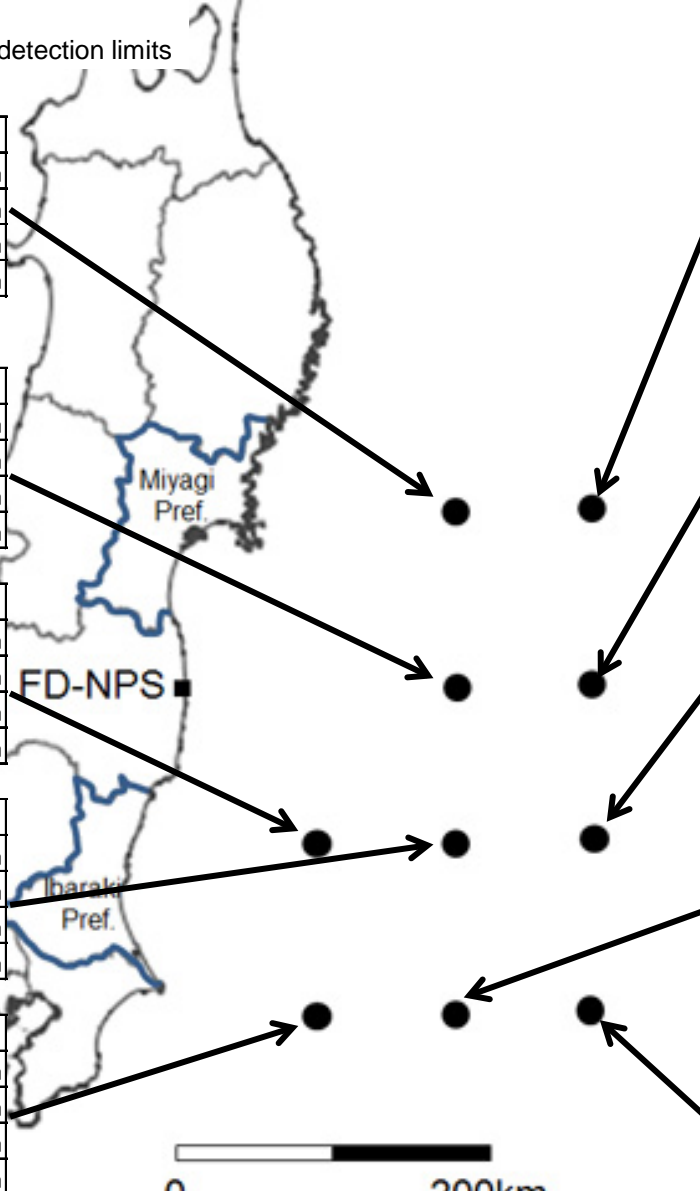 detection limits
Miyagi
Pref.
FD-NPS
Ibaraki
Pref.
0 200km